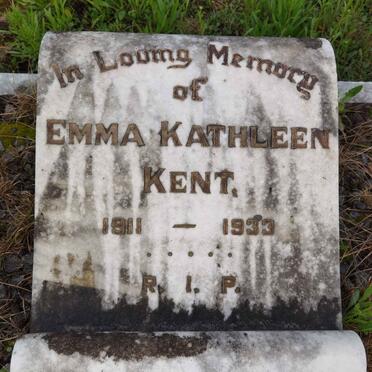 In Loving Memory
of
EMMA KATHLEEN
KENT.
1911 — 1933
. . . . .
R. I. P.